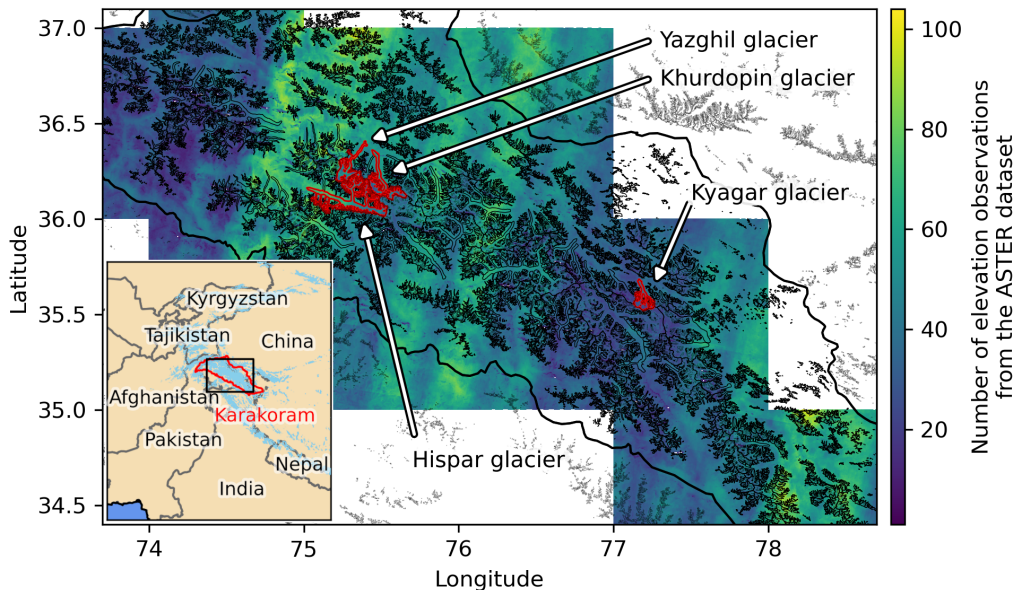 37.0
36.5
36.0
35.5
35.0
34.5
Latitude
74
75
76
77
78
Longitude
Yazghil glacier
Khurdopin glacier
Kyagar glacier
Hispar glacier
Kyrgyzstan
Tajikistan
China
Afghanistan
Karakoram
Pakistan
Nepal
India
100
80
60
40
20
Number of elevation observations
from the ASTER dataset